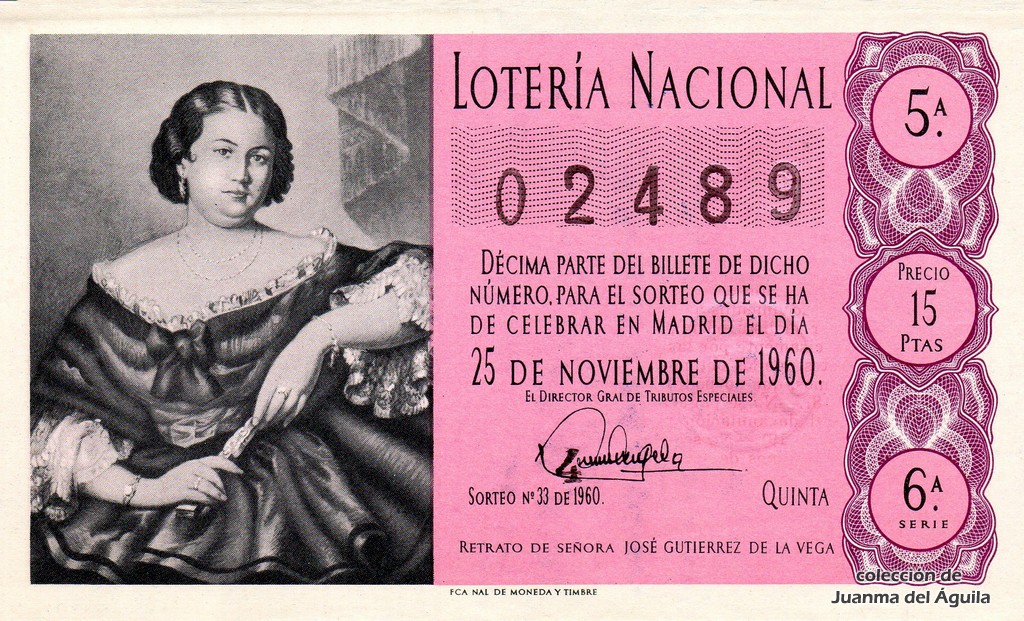 LOTERÍA NACIONAL
5.ᴬ
02489
DÉCIMA PARTE DEL BILLETE DE DICHO
NÚMERO, PARA EL SORTEO QUE SE HA
DE CELEBRAR EN MADRID EL DÍA
25 DE NOVIEMBRE DE 1960.
EL DIRECTOR GRAL DE TRIBUTOS ESPECIALES
PRECIO
15
PTAS
4
SORTEO Nº 33 DE 1960.
QUINTA
6.ᴬ
SERIE
RETRATO DE SEÑORA JOSÉ GUTIERREZ DE LA VEGA
FCA NAL DE MONEDA Y TIMBRE
colección de
Juanma del Águila